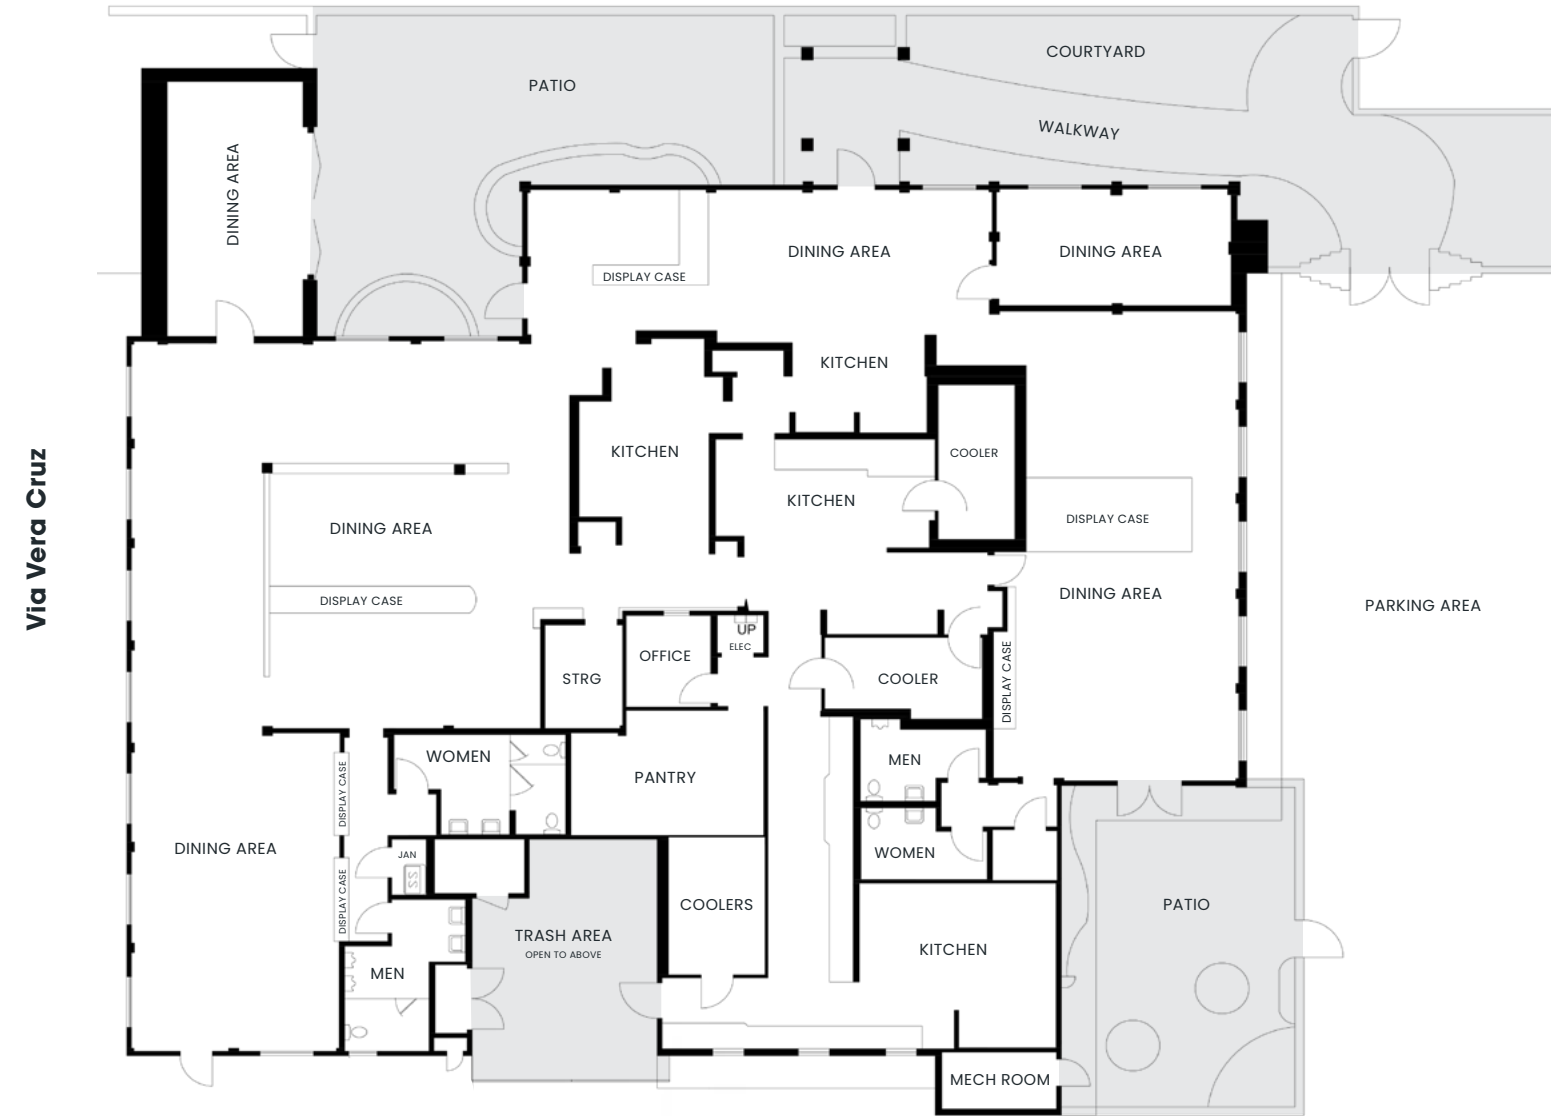 COURTYARD
PATIO
WALKWAY
DINING AREA
DINING AREA
DINING AREA
DISPLAY CASE
KITCHEN
KITCHEN
COOLER
KITCHEN
DISPLAY CASE
DINING AREA
Via Vera Cruz
DINING AREA
DISPLAY CASE
PARKING AREA
UP
ELEC
OFFICE
STRG
COOLER
DISPLAY CASE
WOMEN
MEN
PANTRY
DISPLAY CASE
DINING AREA
JAN
WOMEN
DISPLAY CASE
COOLERS
PATIO
TRASH AREA
OPEN TO ABOVE
KITCHEN
MEN
MECH ROOM